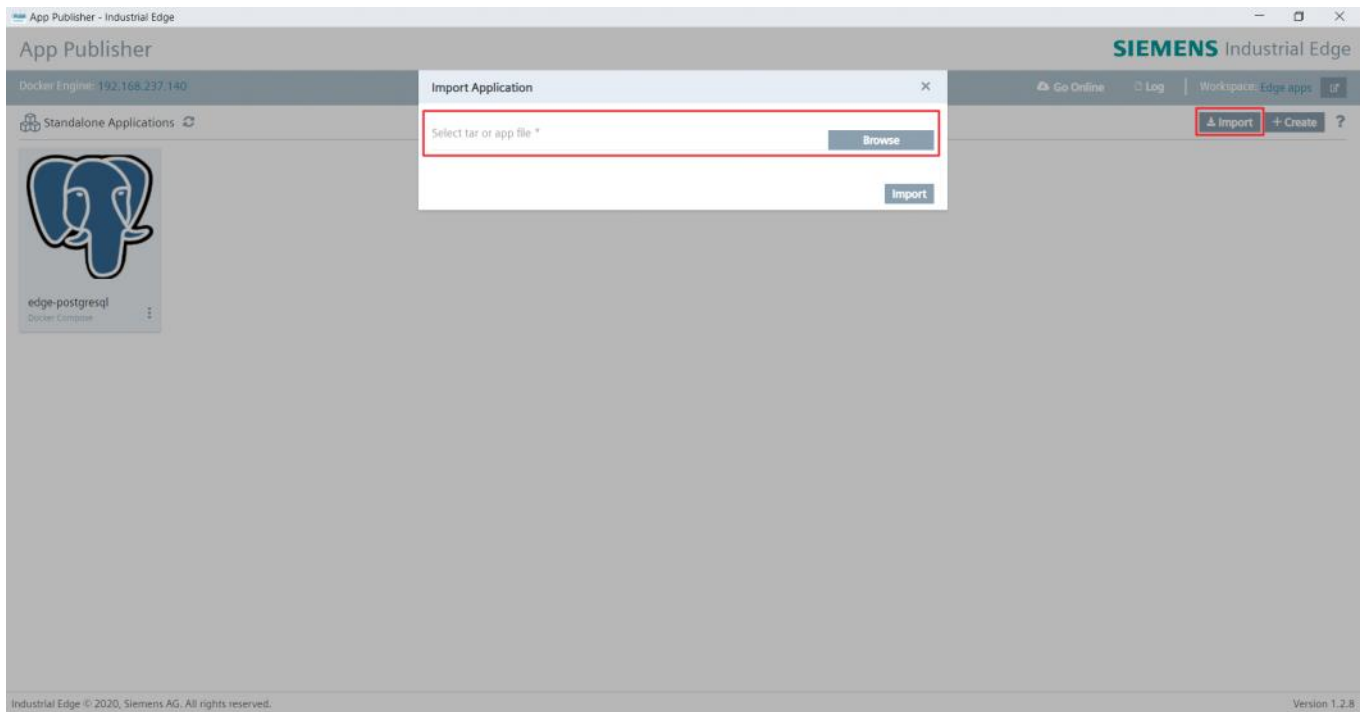 App Publisher - Industrial Edge
App Publisher
SIEMENS Industrial Edge
Docker Engine: 192.168.237.140
Import Application
Go Online
Log
Workspace: Edge apps
Standalone Applications
Select tar or app file *
Browse
Import
+ Create
?
Import
edge-postgresql
Docker Compose
Industrial Edge © 2020, Siemens AG. All rights reserved.
Version 1.2.8